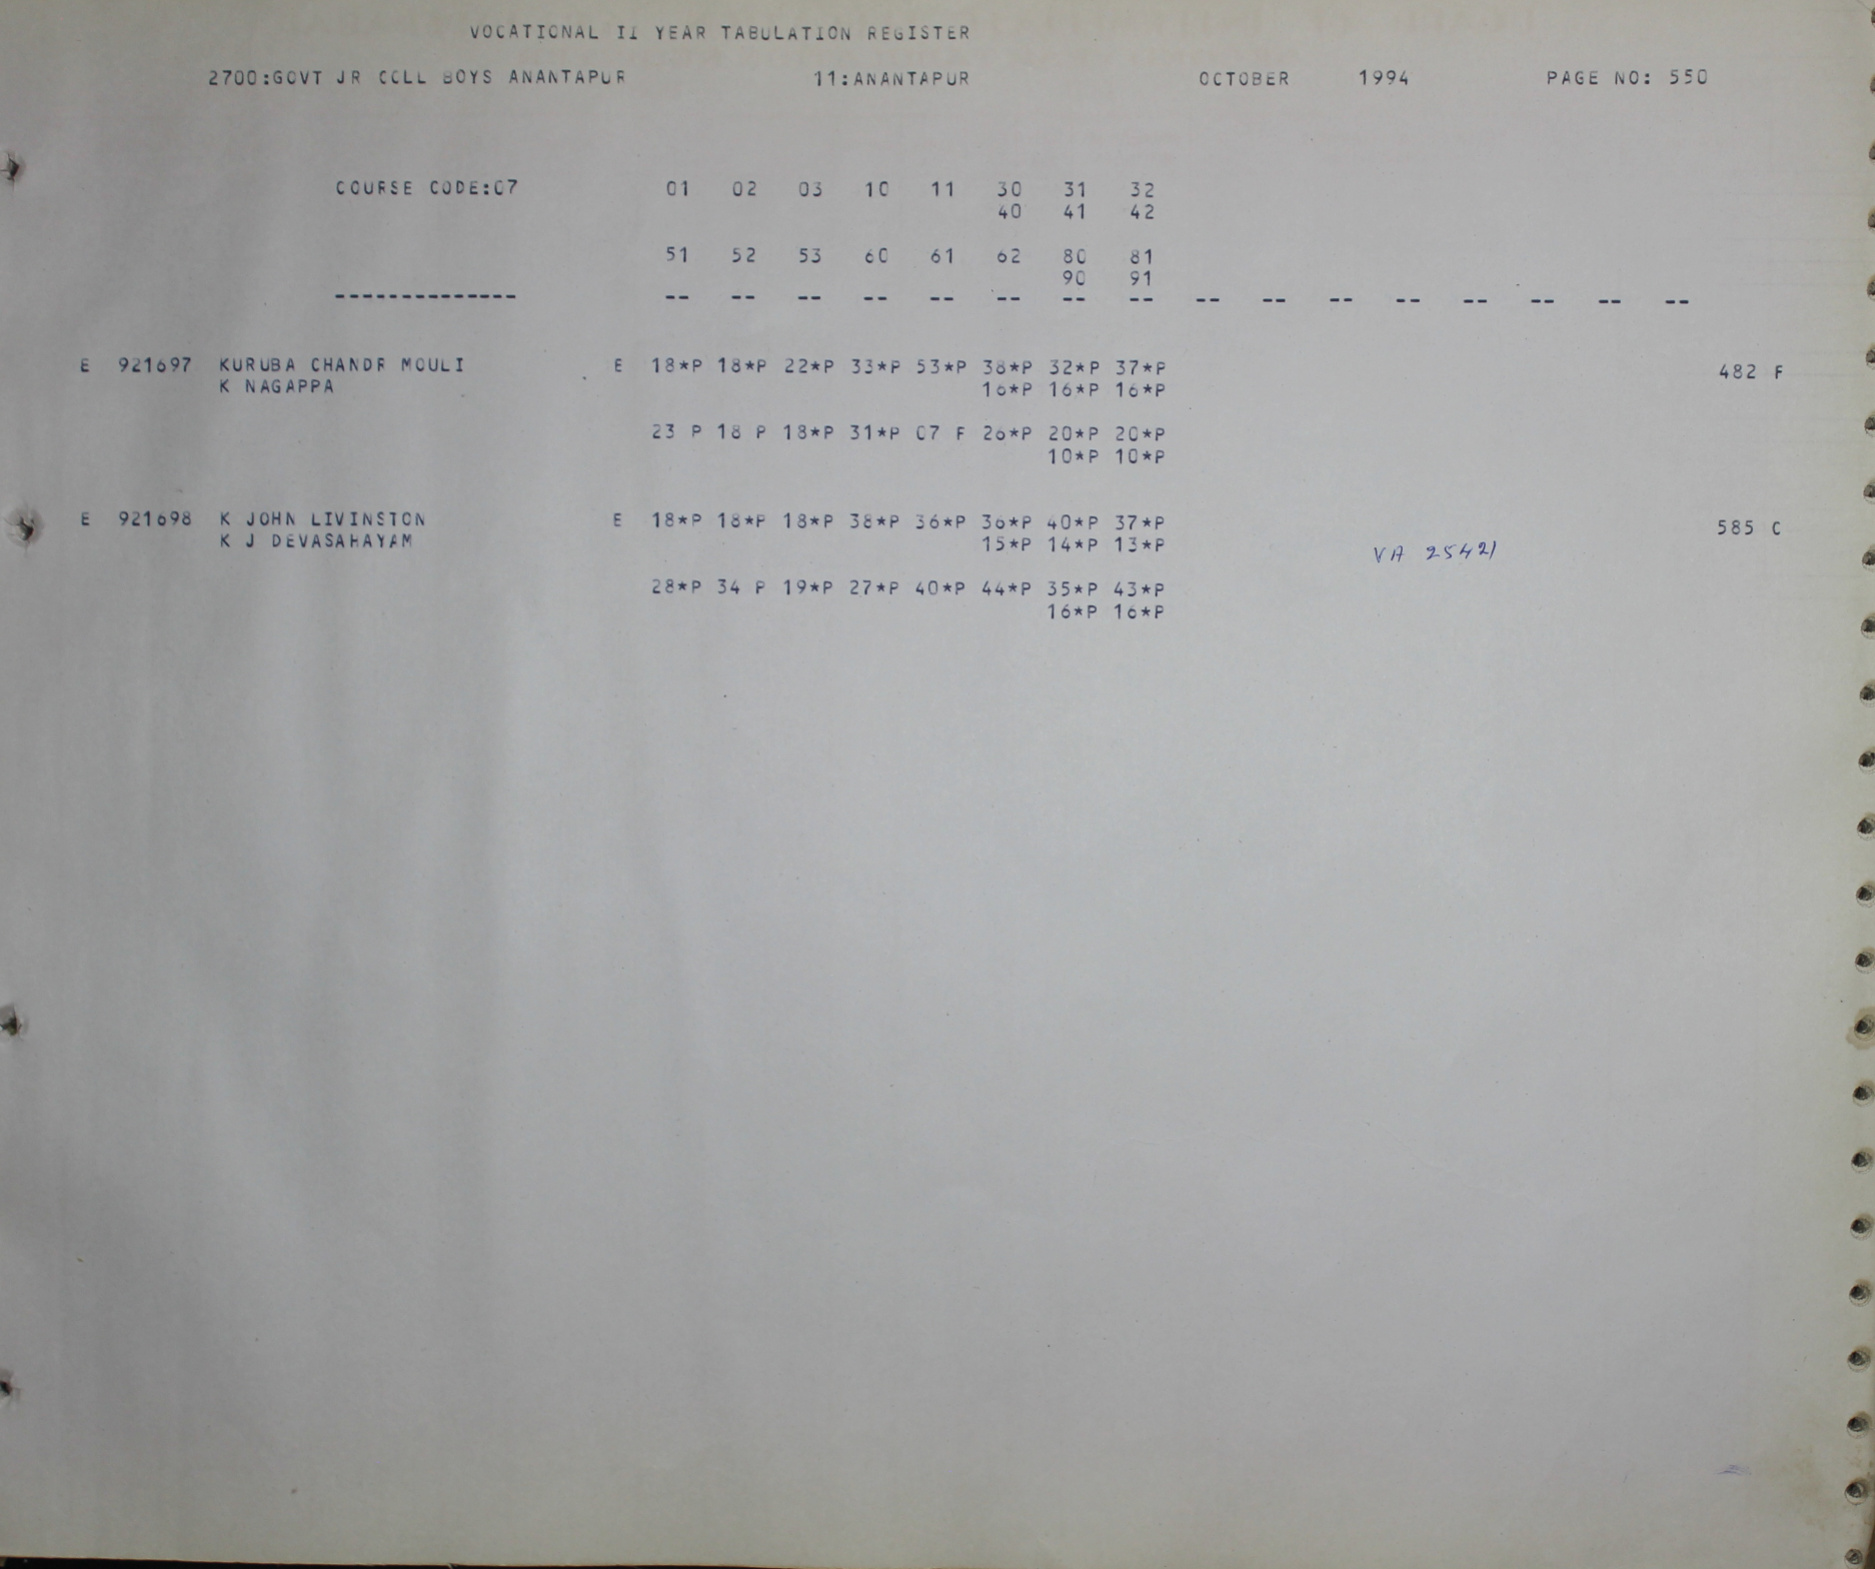 VOCATIONAL II YEAR TABULATION REGISTER
2700:GOVT JR COLL BOYS ANANTAPUR 11:ANANTAPUR OCTOBER 1994 PAGE NO: 550
COURSE CODE:07 01 02 03 10 11 30 31 32
40 41 42
51 52 53 60 61 62 80 81
90 91
-------------- -- -- -- -- -- -- -- -- -- -- -- -- -- -- -- --
E 921697 KURUBA CHANDR MOULI E 18*P 18*P 22*P 33*P 53*P 38*P 32*P 37*P 482 F
K NAGAPPA 16*P 16*P 16*P
23 P 18 P 18*P 31*P 07 F 26*P 20*P 20*P
10*P 10*P
E 921698 K JOHN LIVINSTON E 18*P 18*P 18*P 38*P 36*P 36*P 40*P 37*P 585 C
K J DEVASAHAYAM 15*P 14*P 13*P VA 25421
28*P 34 P 19*P 27*P 40*P 44*P 35*P 43*P
16*P 16*P